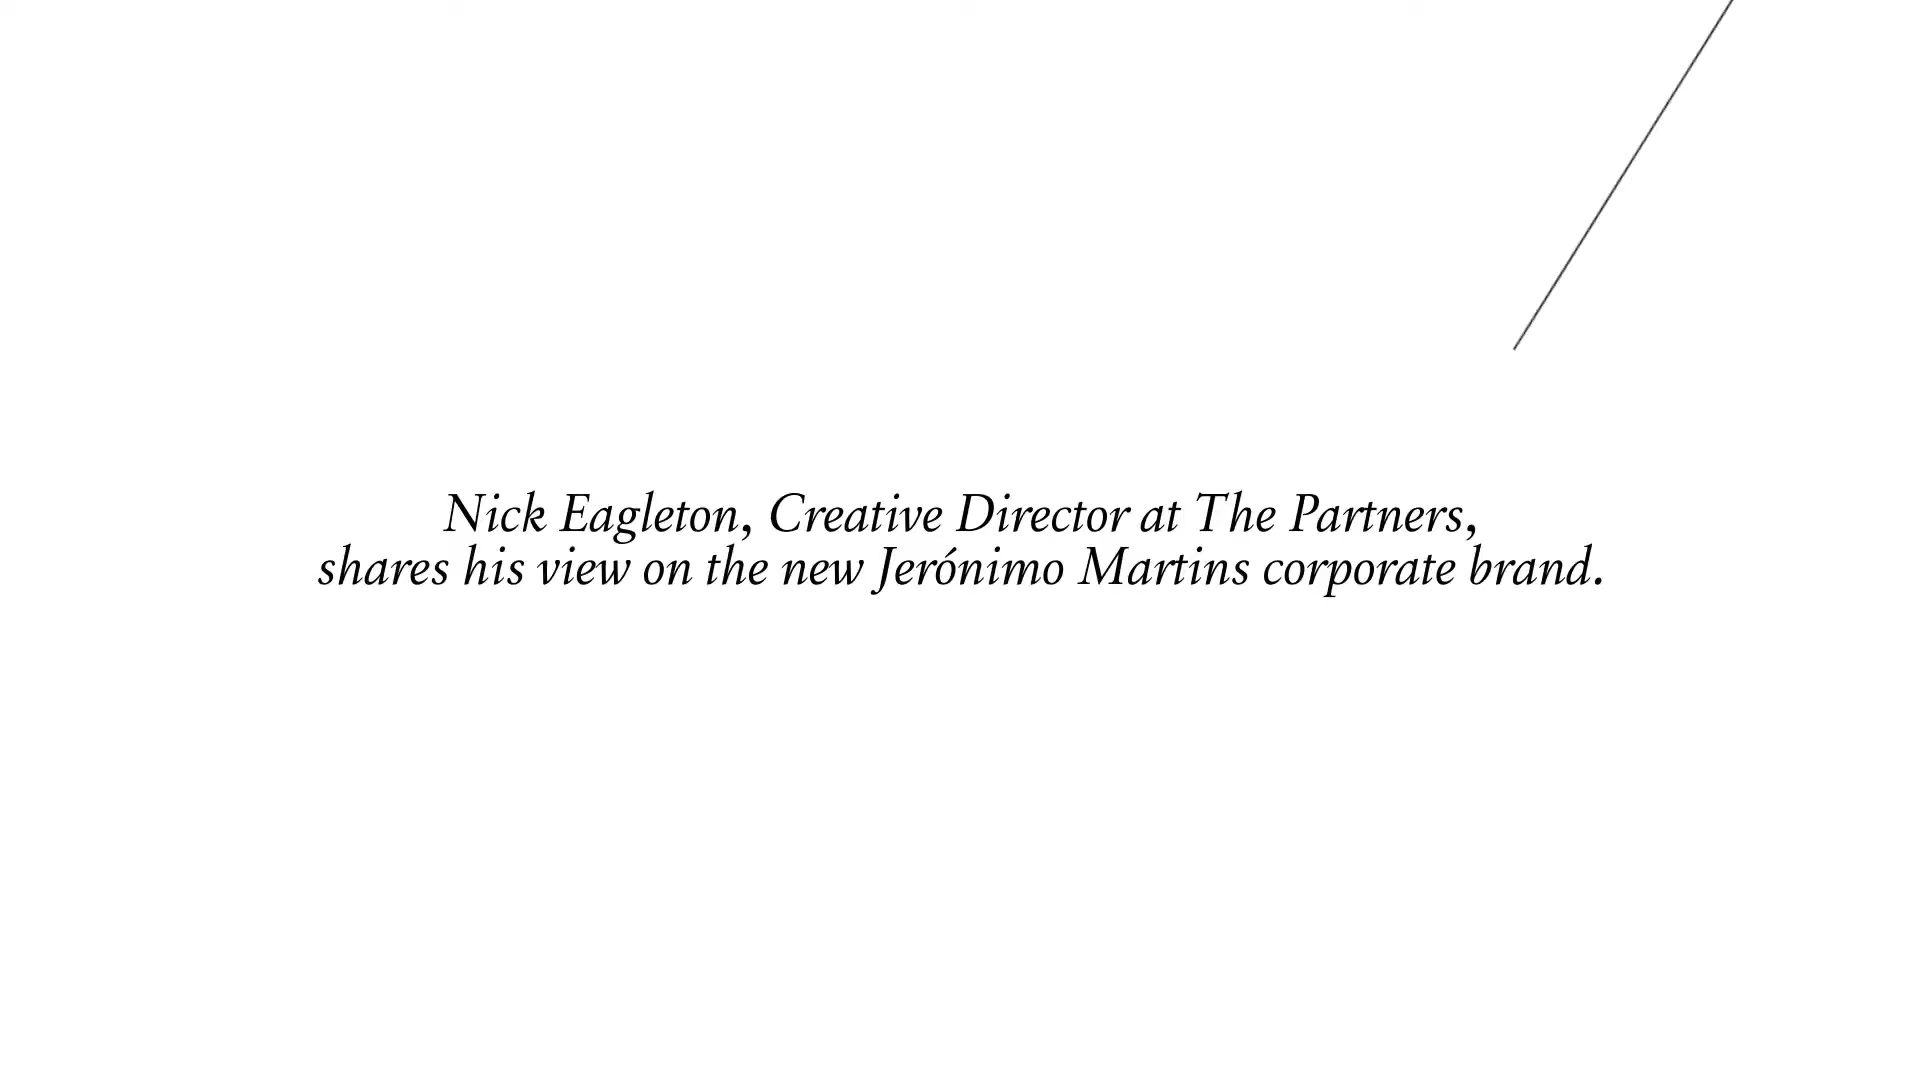 Nick Eagleton, Creative Director at The Partners,
shares his view on the new Jerónimo Martins corporate brand.